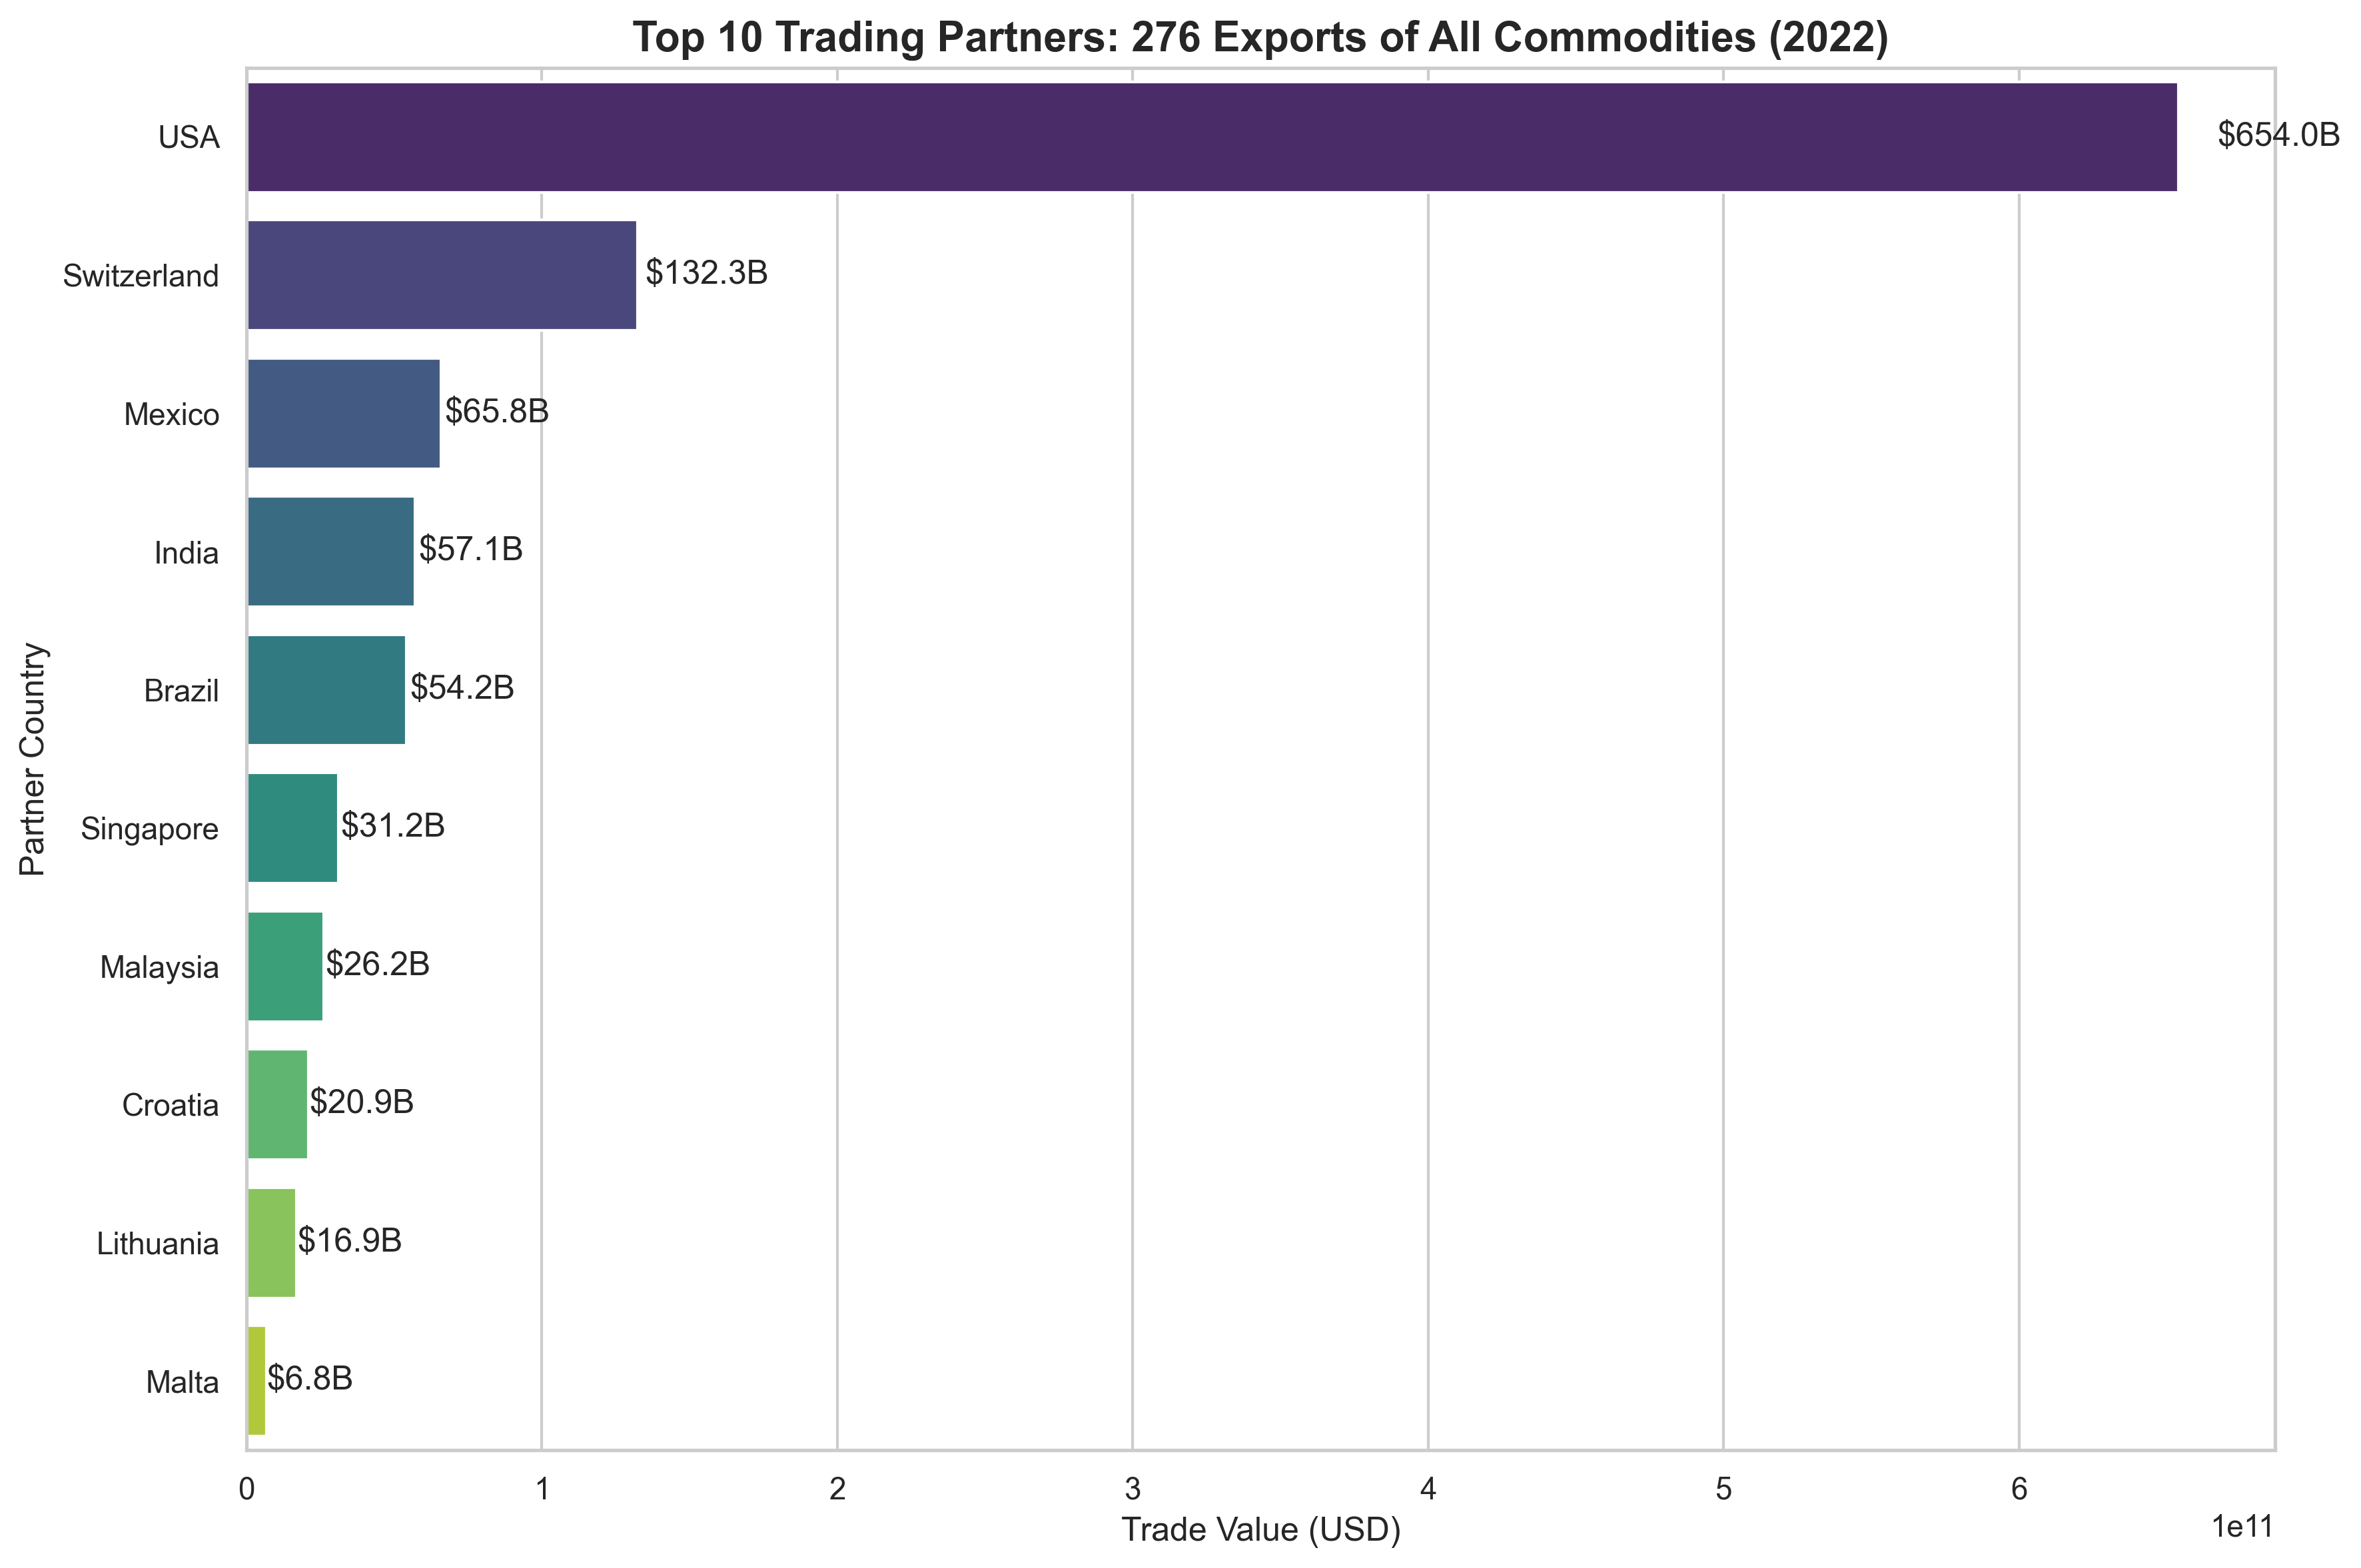 Top 10 Trading Partners: 276 Exports of All Commodities (2022)
USA
$654.0B
Switzerland
$132.3B
Mexico
$65.8B
India
$57.1B
Brazil
$54.2B
Singapore
$31.2B
Malaysia
$26.2B
Croatia
$20.9B
Lithuania
$16.9B
Malta
$6.8B
Partner Country
0 1 2 3 4 5 6
1e11
Trade Value (USD)